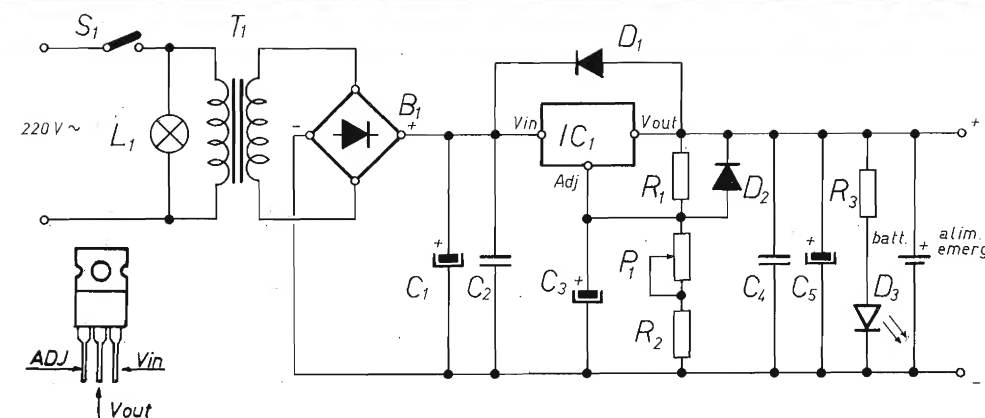 S1
T1
D1
B1
220 V ~
L1
-
+
Vin
IC1
Vout
+
Adj
R1
D2
R3
batt.
+
alim.
emerg
C1
+
C2
C3
+
P1
R2
C4
C5
+
D3
-
ADJ
Vin
Vout